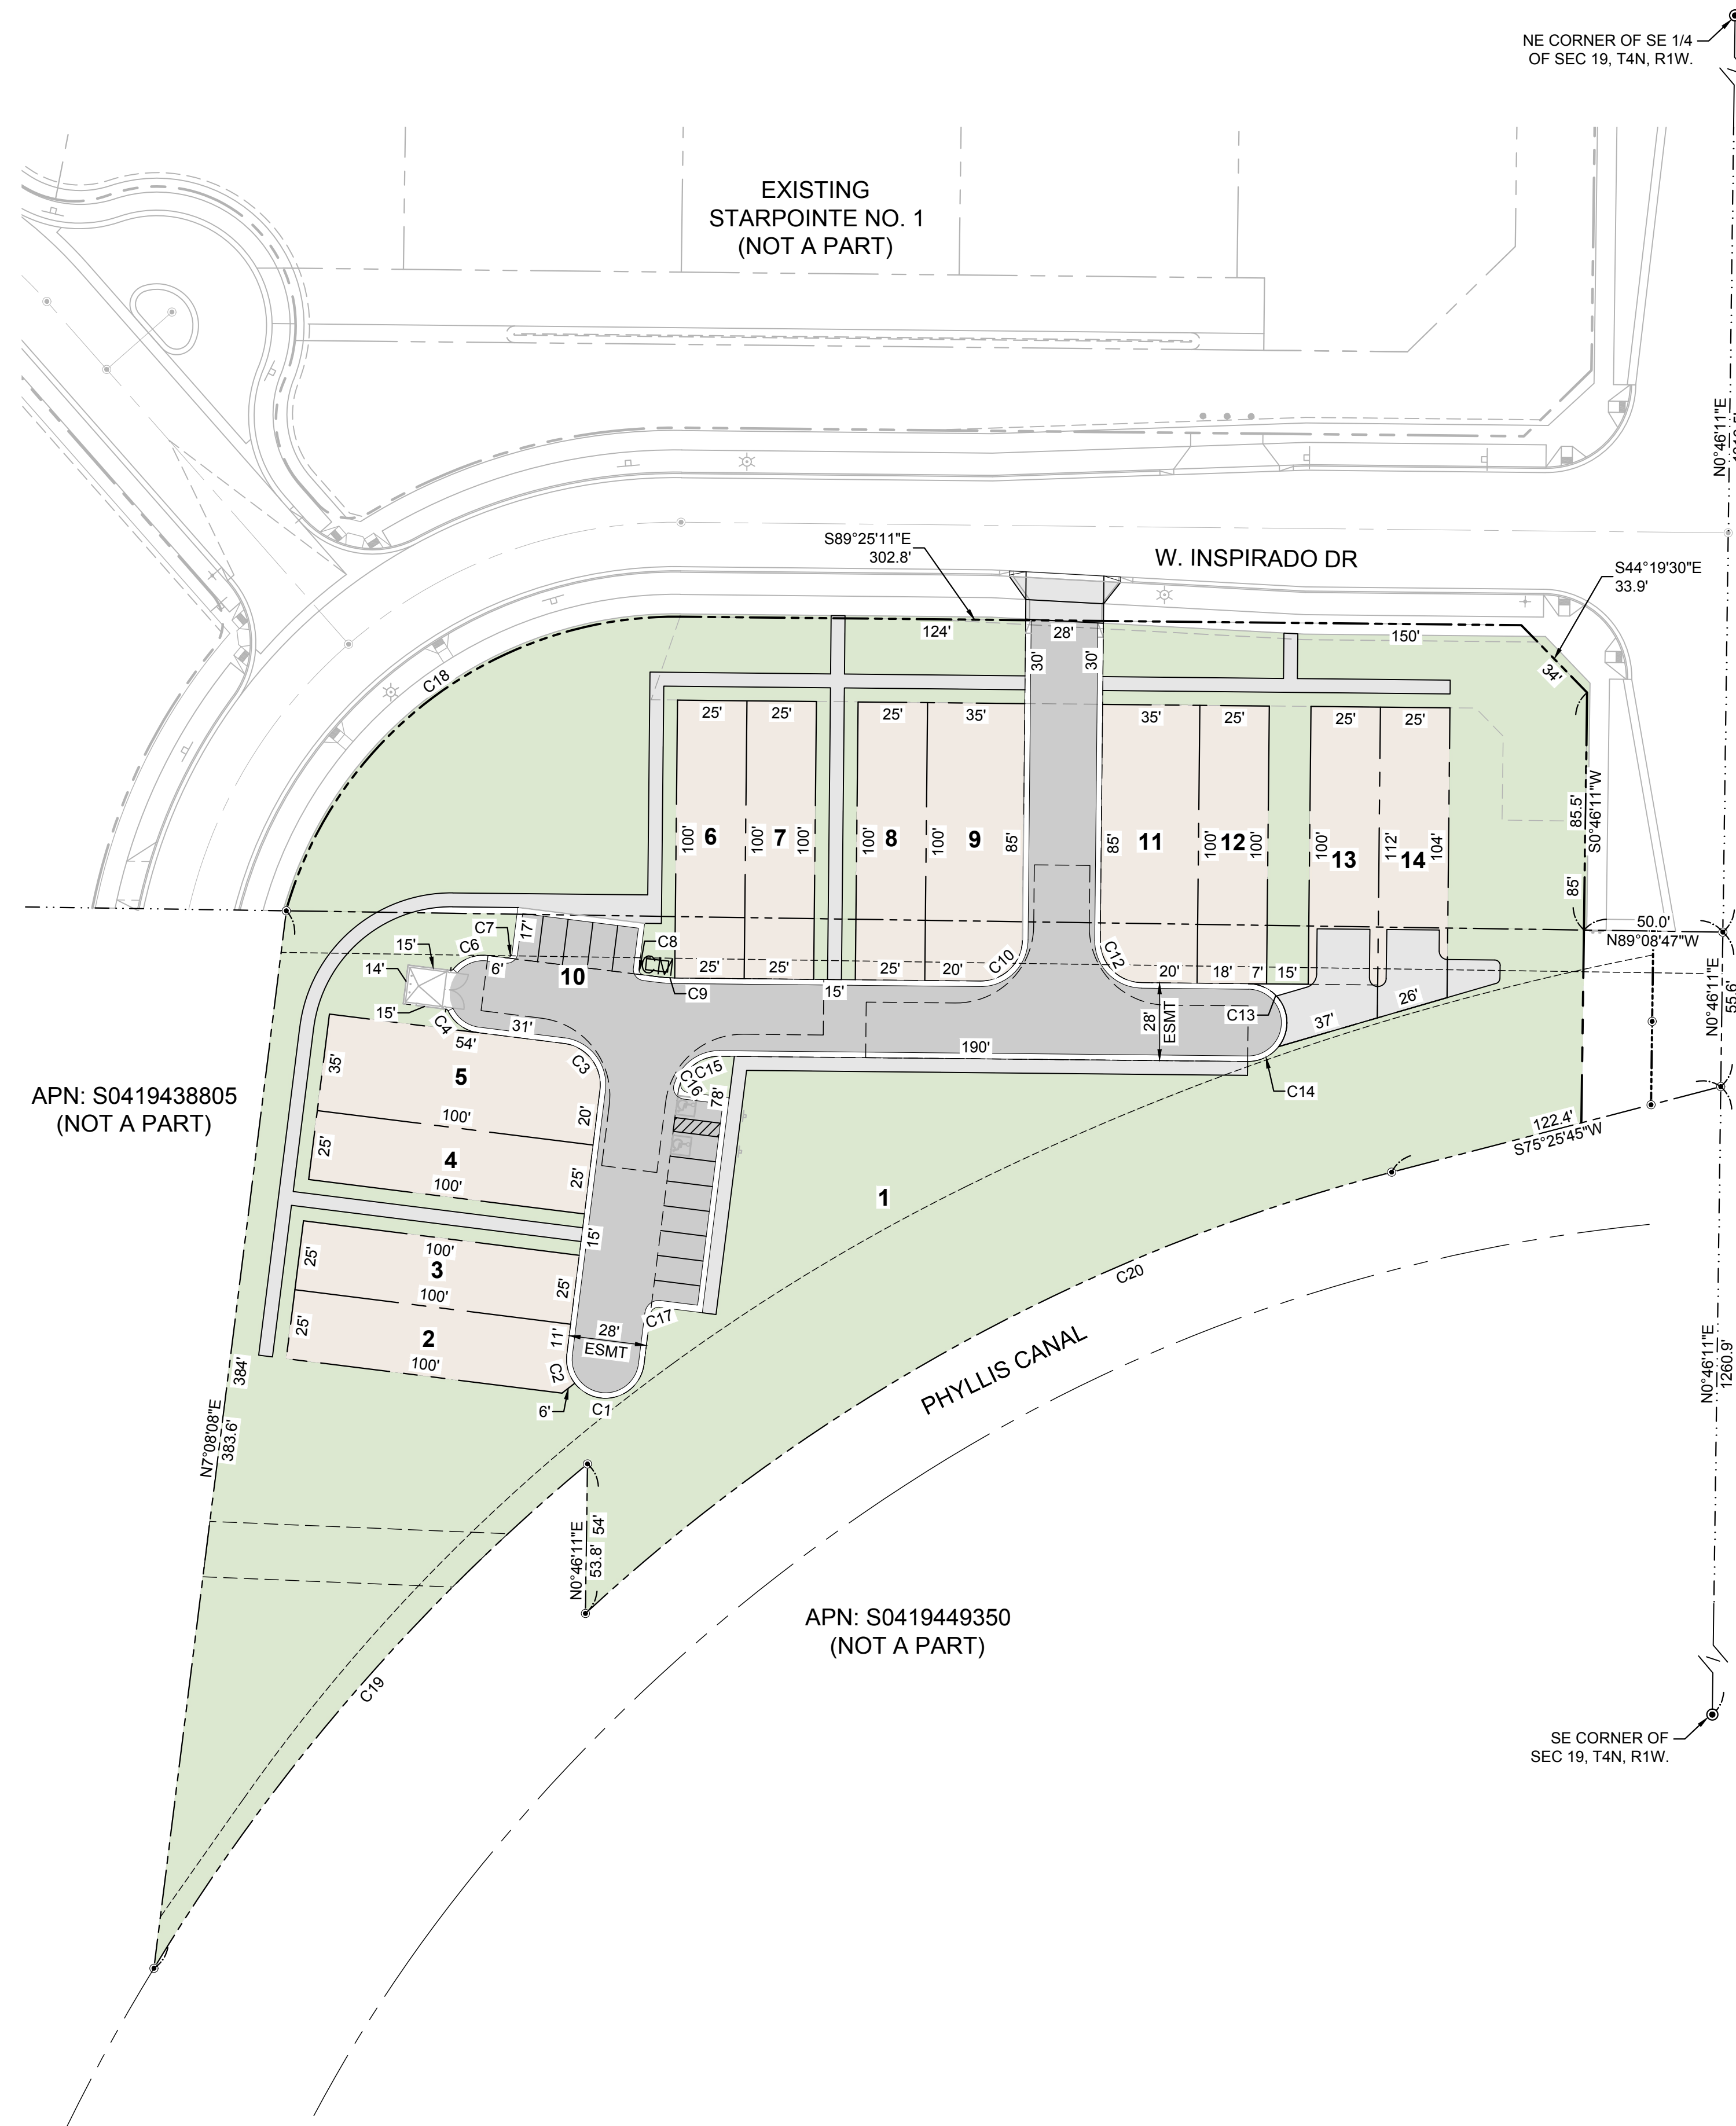 NE CORNER OF SE 1/4
OF SEC 19, T4N, R1W.
EXISTING
STARPOINTE NO. 1
(NOT A PART)
N0°46'11"E
S89°25'11"E
302.8'
W. INSPIRADO DR
S44°19'30"E
33.9'
124'
28'
150'
30'
30'
34'
C18
25'
25'
25'
35'
35'
25'
25'
25'
85.5'
S0°46'11"W
100'
6
100'
7
100'
100'
8
100'
9
85'
85'
11
100'
12
100'
100'
13
112'
14
104'
85'
50.0'
N89°08'47"W
C7
17'
C8
C6
15'
6'
14'
10
25'
25'
25'
20'
C10
C12
20'
18'
7'
15'
C9
15'
15'
C4
31'
54'
C3
C13
28'
ESMT
37'
26'
N0°46'11"E
55.6'
190'
C15
C16
78'
C14
35'
5
APN: S0419438805
(NOT A PART)
100'
20'
25'
4
100'
25'
122.4'
S75°25'45"W
1
15'
25'
100'
3
100'
25'
25'
2
100'
11'
28'
ESMT
C17
C2
6'
C1
C20
PHYLLIS CANAL
384'
N7°08'08"E
383.6'
N0°46'11"E
1260.9'
N0°46'11"E
53.8'
54'
APN: S0419449350
(NOT A PART)
C19
SE CORNER OF
SEC 19, T4N, R1W.